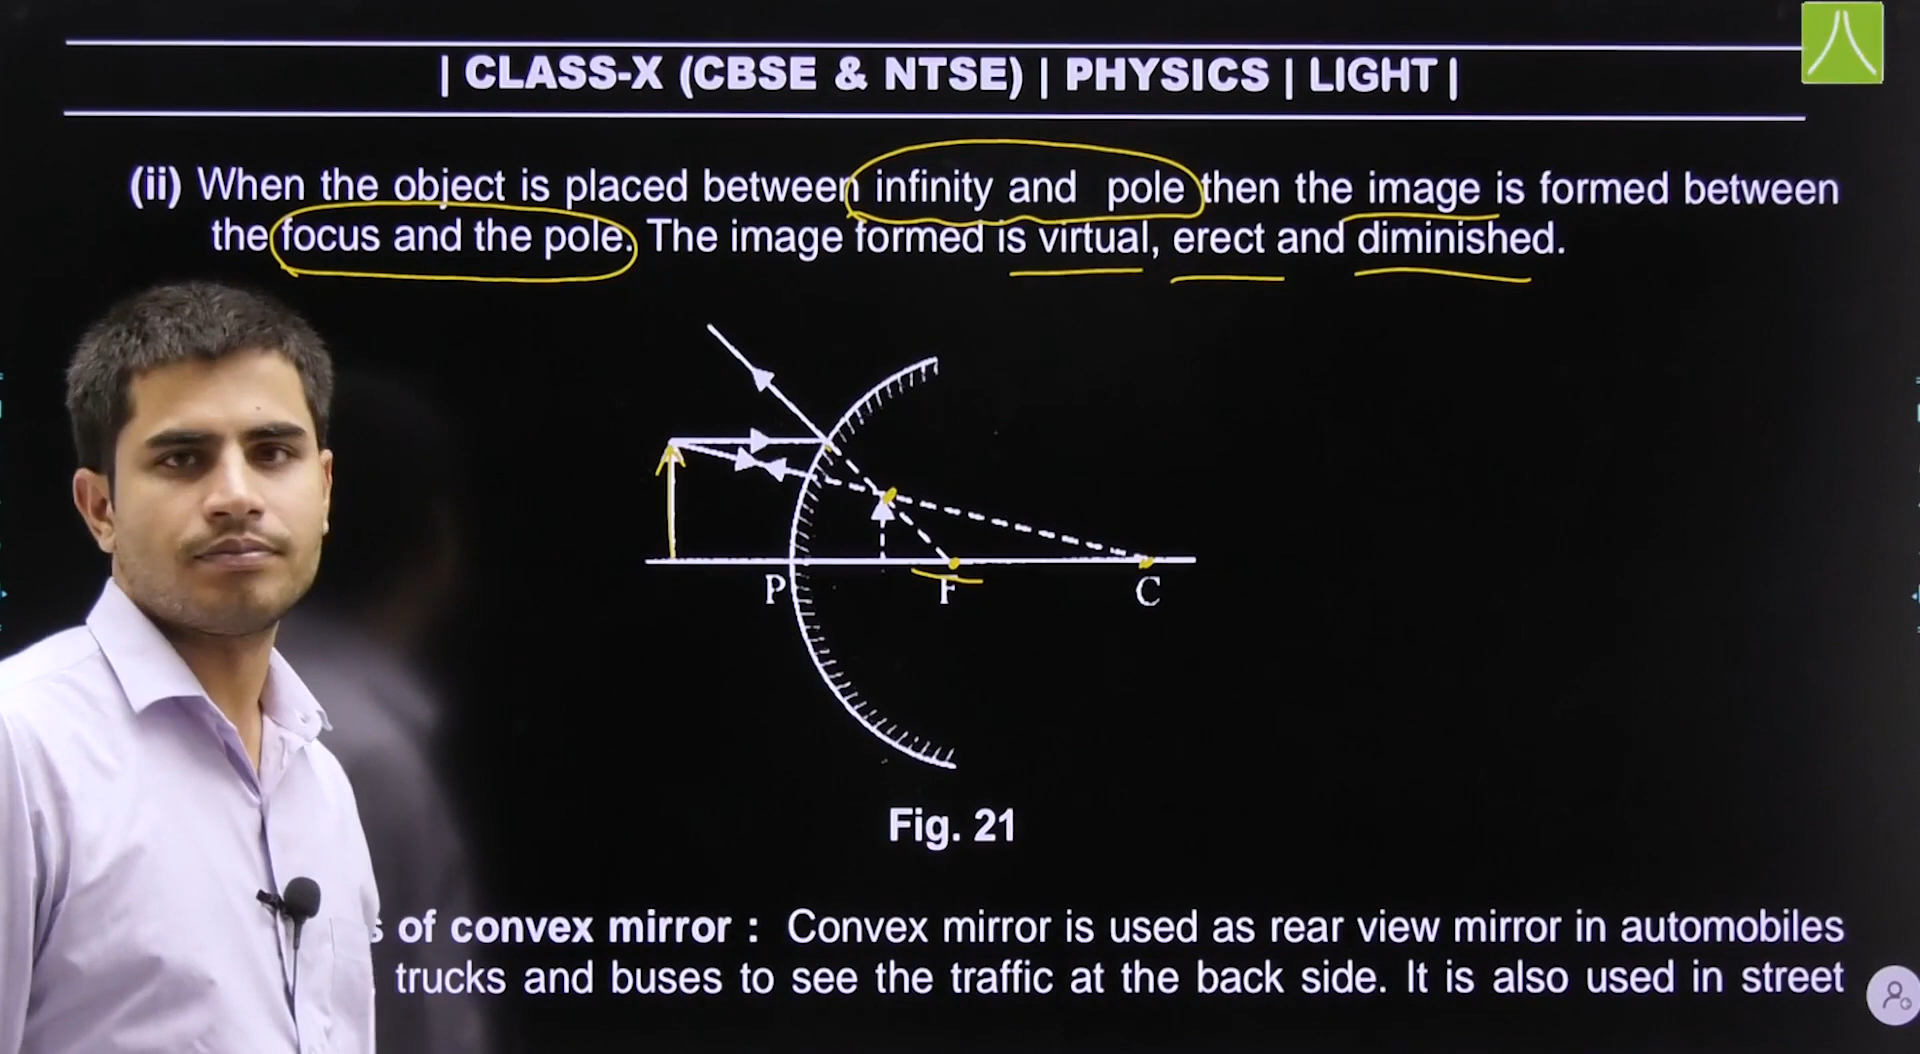 | CLASS-X (CBSE & NTSE) | PHYSICS | LIGHT |
(ii) When the object is placed between infinity and pole then the image is formed between
the focus and the pole. The image formed is virtual, erect and diminished.
P F C
Fig. 21
of convex mirror : Convex mirror is used as rear view mirror in automobiles
trucks and buses to see the traffic at the back side. It is also used in street